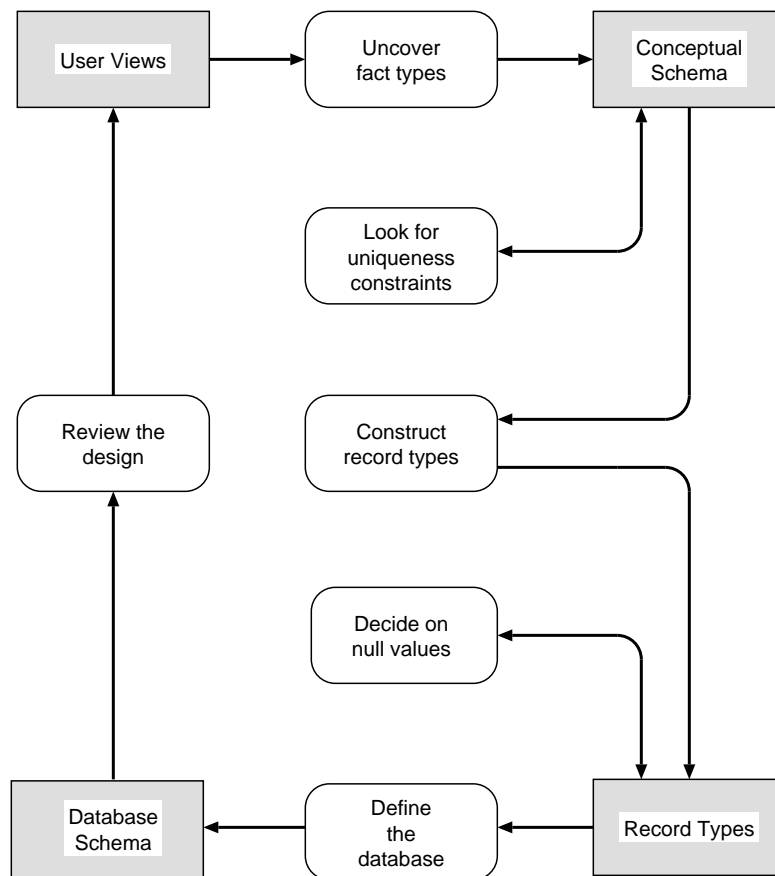 User Views
Uncover
fact types
Conceptual
Schema
Look for
uniqueness
constraints
Review the
design
Construct
record types
Decide on
null values
Database
Schema
Define
the
database
Record Types